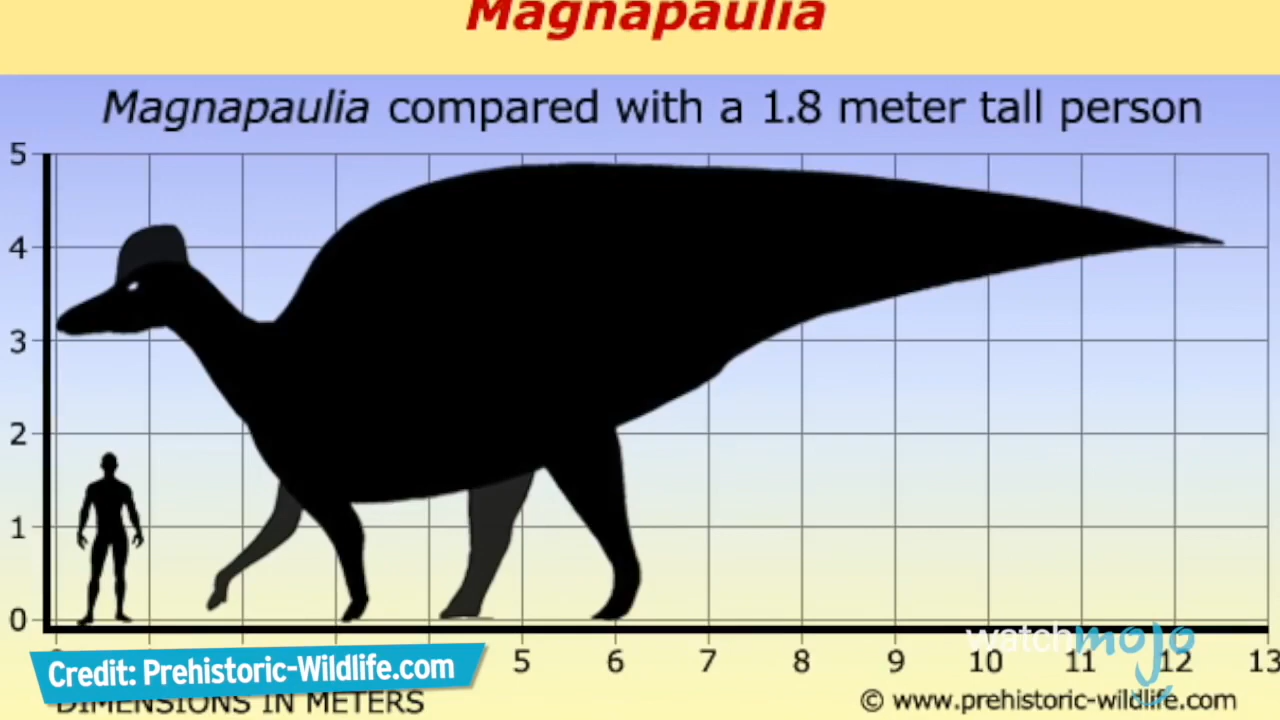 Magnapaulia
Magnapaulia compared with a 1.8 meter tall person
5
4
3
2
1
0
5 6 7 8 9 10 11 12 13
watchmojo
Credit: Prehistoric-Wildlife.com
DIMENSIONS IN METERS
© www.prehistoric-wildlife.com